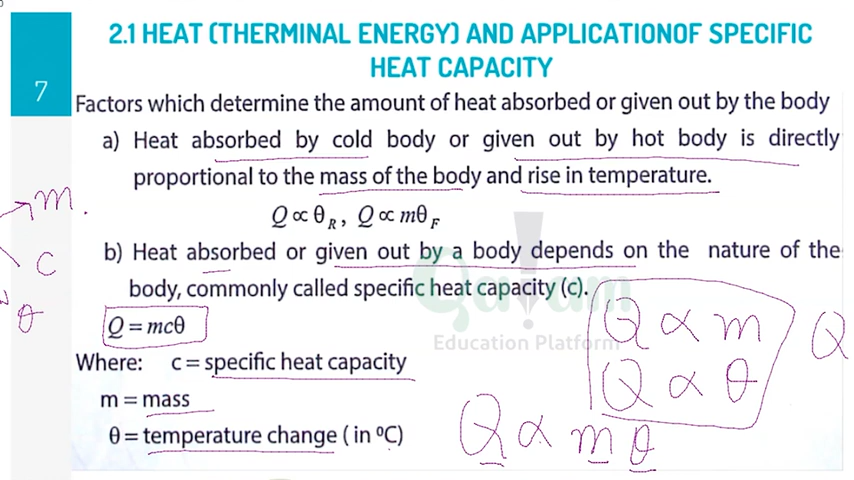 2.1 HEAT (THERMINAL ENERGY) AND APPLICATIONOF SPECIFIC
HEAT CAPACITY
7
Factors which determine the amount of heat absorbed or given out by the body
a) Heat absorbed by cold body or given out by hot body is directly
proportional to the mass of the body and rise in temperature.
Q ∝ θ_R , Q ∝ mθ_F
m
b) Heat absorbed or given out by a body depends on the nature of the
body, commonly called specific heat capacity (c).
c
θ
Q = mcθ
Q ∝ m
Q
Qalam
Education Platform
Where: c = specific heat capacity
Q ∝ θ
m = mass
θ = temperature change ( in ⁰C)
Q ∝ m θ